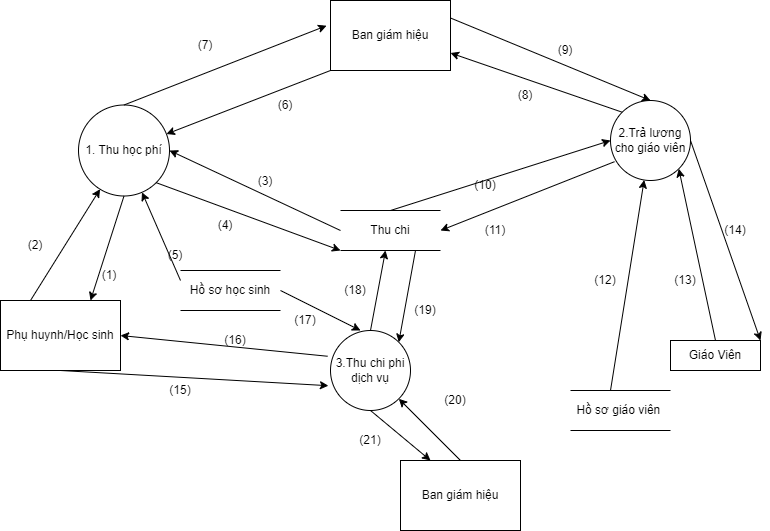 Ban giám hiệu
(7)
(9)
(6)
(8)
1. Thu học phí
2.Trả lương
cho giáo viên
(3)
(10)
(4)
Thu chi
(11)
(2)
(1)
(5)
(14)
Hồ sơ học sinh
(18)
(19)
(12)
(13)
(17)
Phụ huynh/Học sinh
(16)
3.Thu chi phi
dịch vụ
Giáo Viên
(15)
(20)
Hồ sơ giáo viên
(21)
Ban giám hiệu